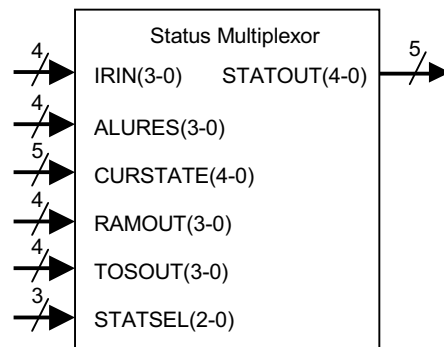 Status Multiplexor
4
IRIN(3-0) STATOUT(4-0)
5
4
ALURES(3-0)
5
CURSTATE(4-0)
4
RAMOUT(3-0)
4
TOSOUT(3-0)
3
STATSEL(2-0)